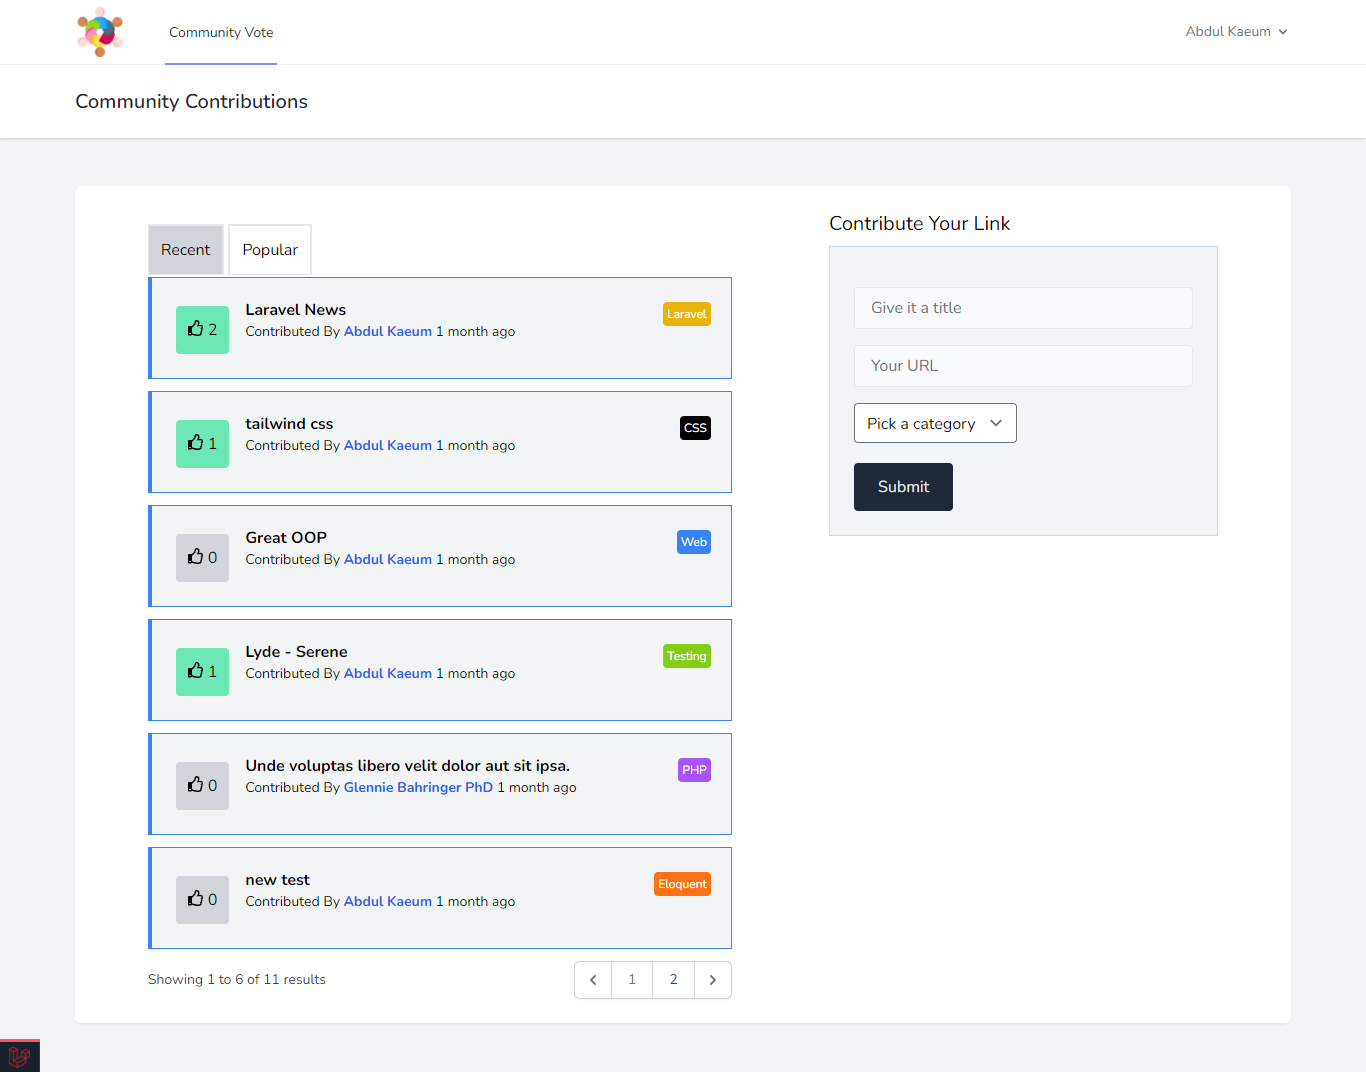 Community Vote
Abdul Kaeum
Community Contributions
Recent
Popular
2
Laravel News
Contributed By Abdul Kaeum 1 month ago
Laravel
1
tailwind css
Contributed By Abdul Kaeum 1 month ago
CSS
0
Great OOP
Contributed By Abdul Kaeum 1 month ago
Web
1
Lyde - Serene
Contributed By Abdul Kaeum 1 month ago
Testing
0
Unde voluptas libero velit dolor aut sit ipsa.
Contributed By Glennie Bahringer PhD 1 month ago
PHP
0
new test
Contributed By Abdul Kaeum 1 month ago
Eloquent
Showing 1 to 6 of 11 results
1
2
Contribute Your Link
Give it a title
Your URL
Pick a category
Submit